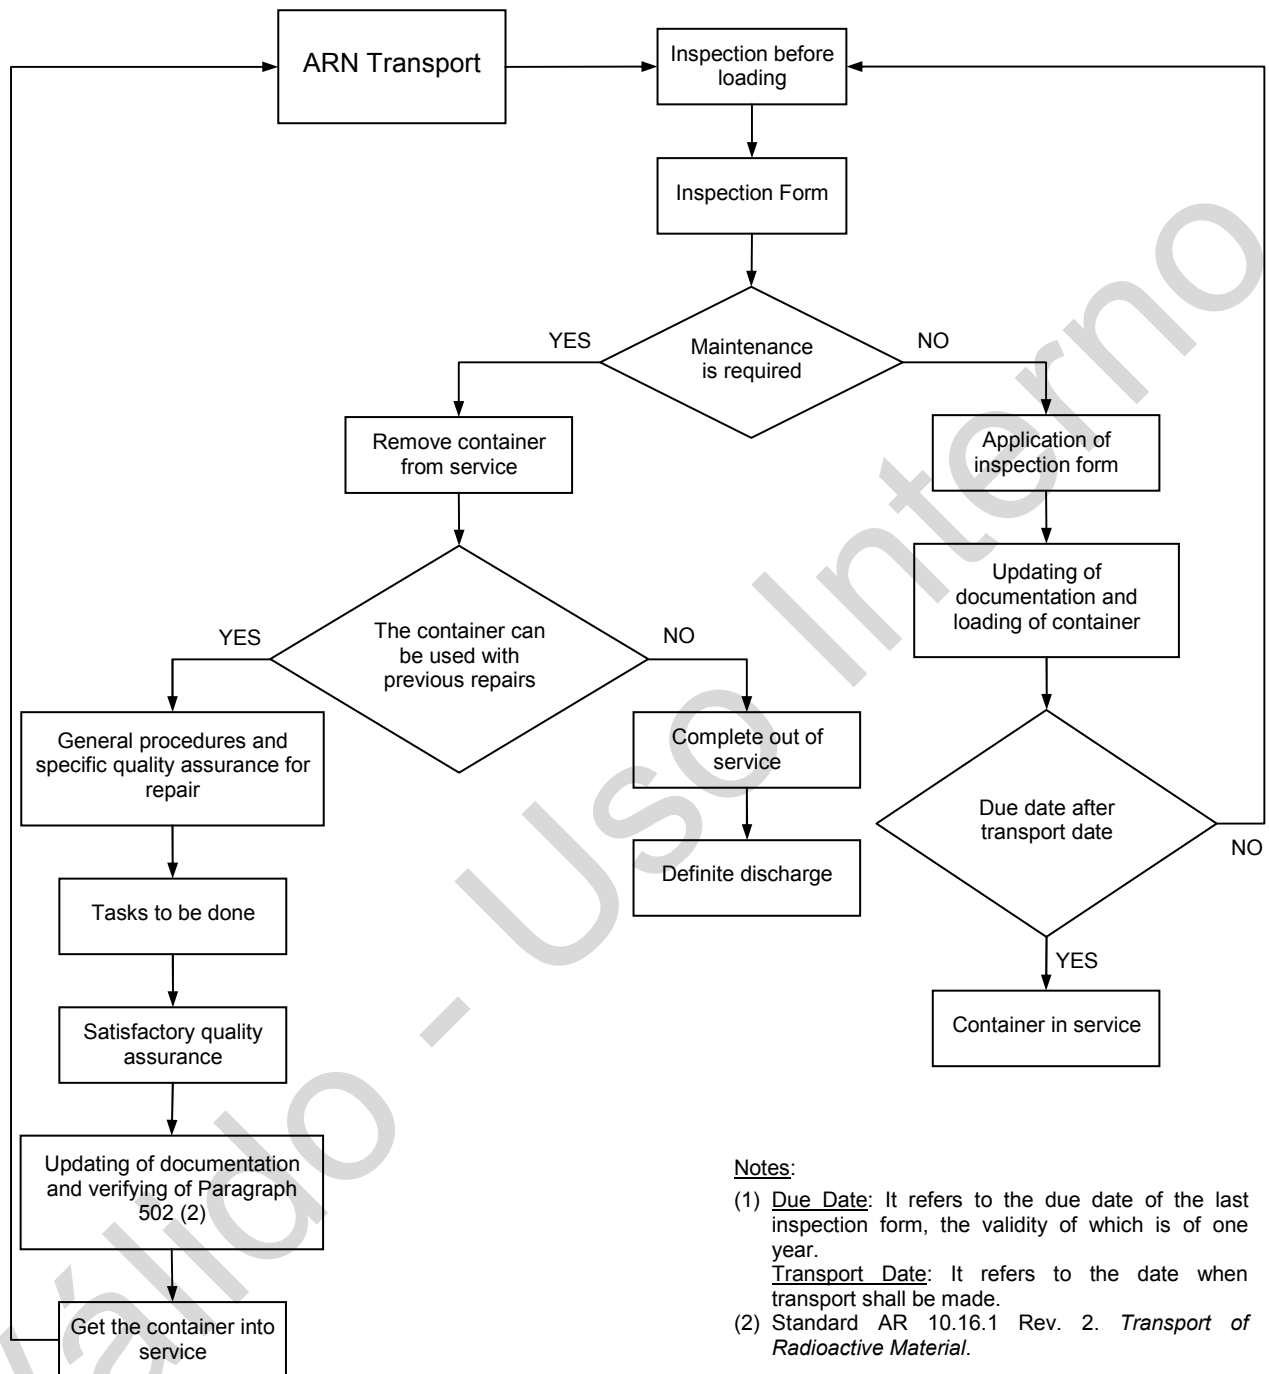 ARN Transport
Inspection before
loading
Inspection Form
YES
Maintenance
is required
NO
Remove container
from service
Application of
inspection form
Updating of
documentation and
loading of container
YES
The container can
be used with
previous repairs
NO
General procedures and
specific quality assurance for
repair
Complete out of
service
Due date after
transport date
NO
Definite discharge
Tasks to be done
YES
Container in service
Satisfactory quality
assurance
Updating of documentation
and verifying of Paragraph
502 (2)
Get the container into
service
Notes:
(1) Due Date: It refers to the due date of the last
inspection form, the validity of which is of one
year.
Transport Date: It refers to the date when
transport shall be made.
(2) Standard AR 10.16.1 Rev. 2. Transport of
Radioactive Material.
Válido - Uso Interno